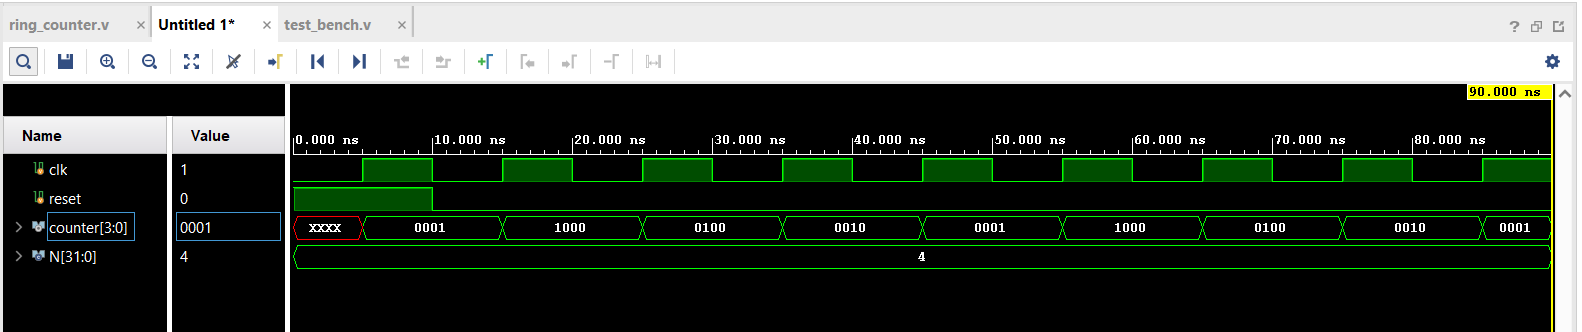 ring_counter.v × Untitled 1* × test_bench.v ×
?
90.000 ns
Name Value
0.000 ns 10.000 ns 20.000 ns 30.000 ns 40.000 ns 50.000 ns 60.000 ns 70.000 ns 80.000 ns
clk 1
reset 0
counter[3:0] 0001 XXXX 0001 1000 0100 0010 0001 1000 0100 0010 0001
N[31:0] 4 4